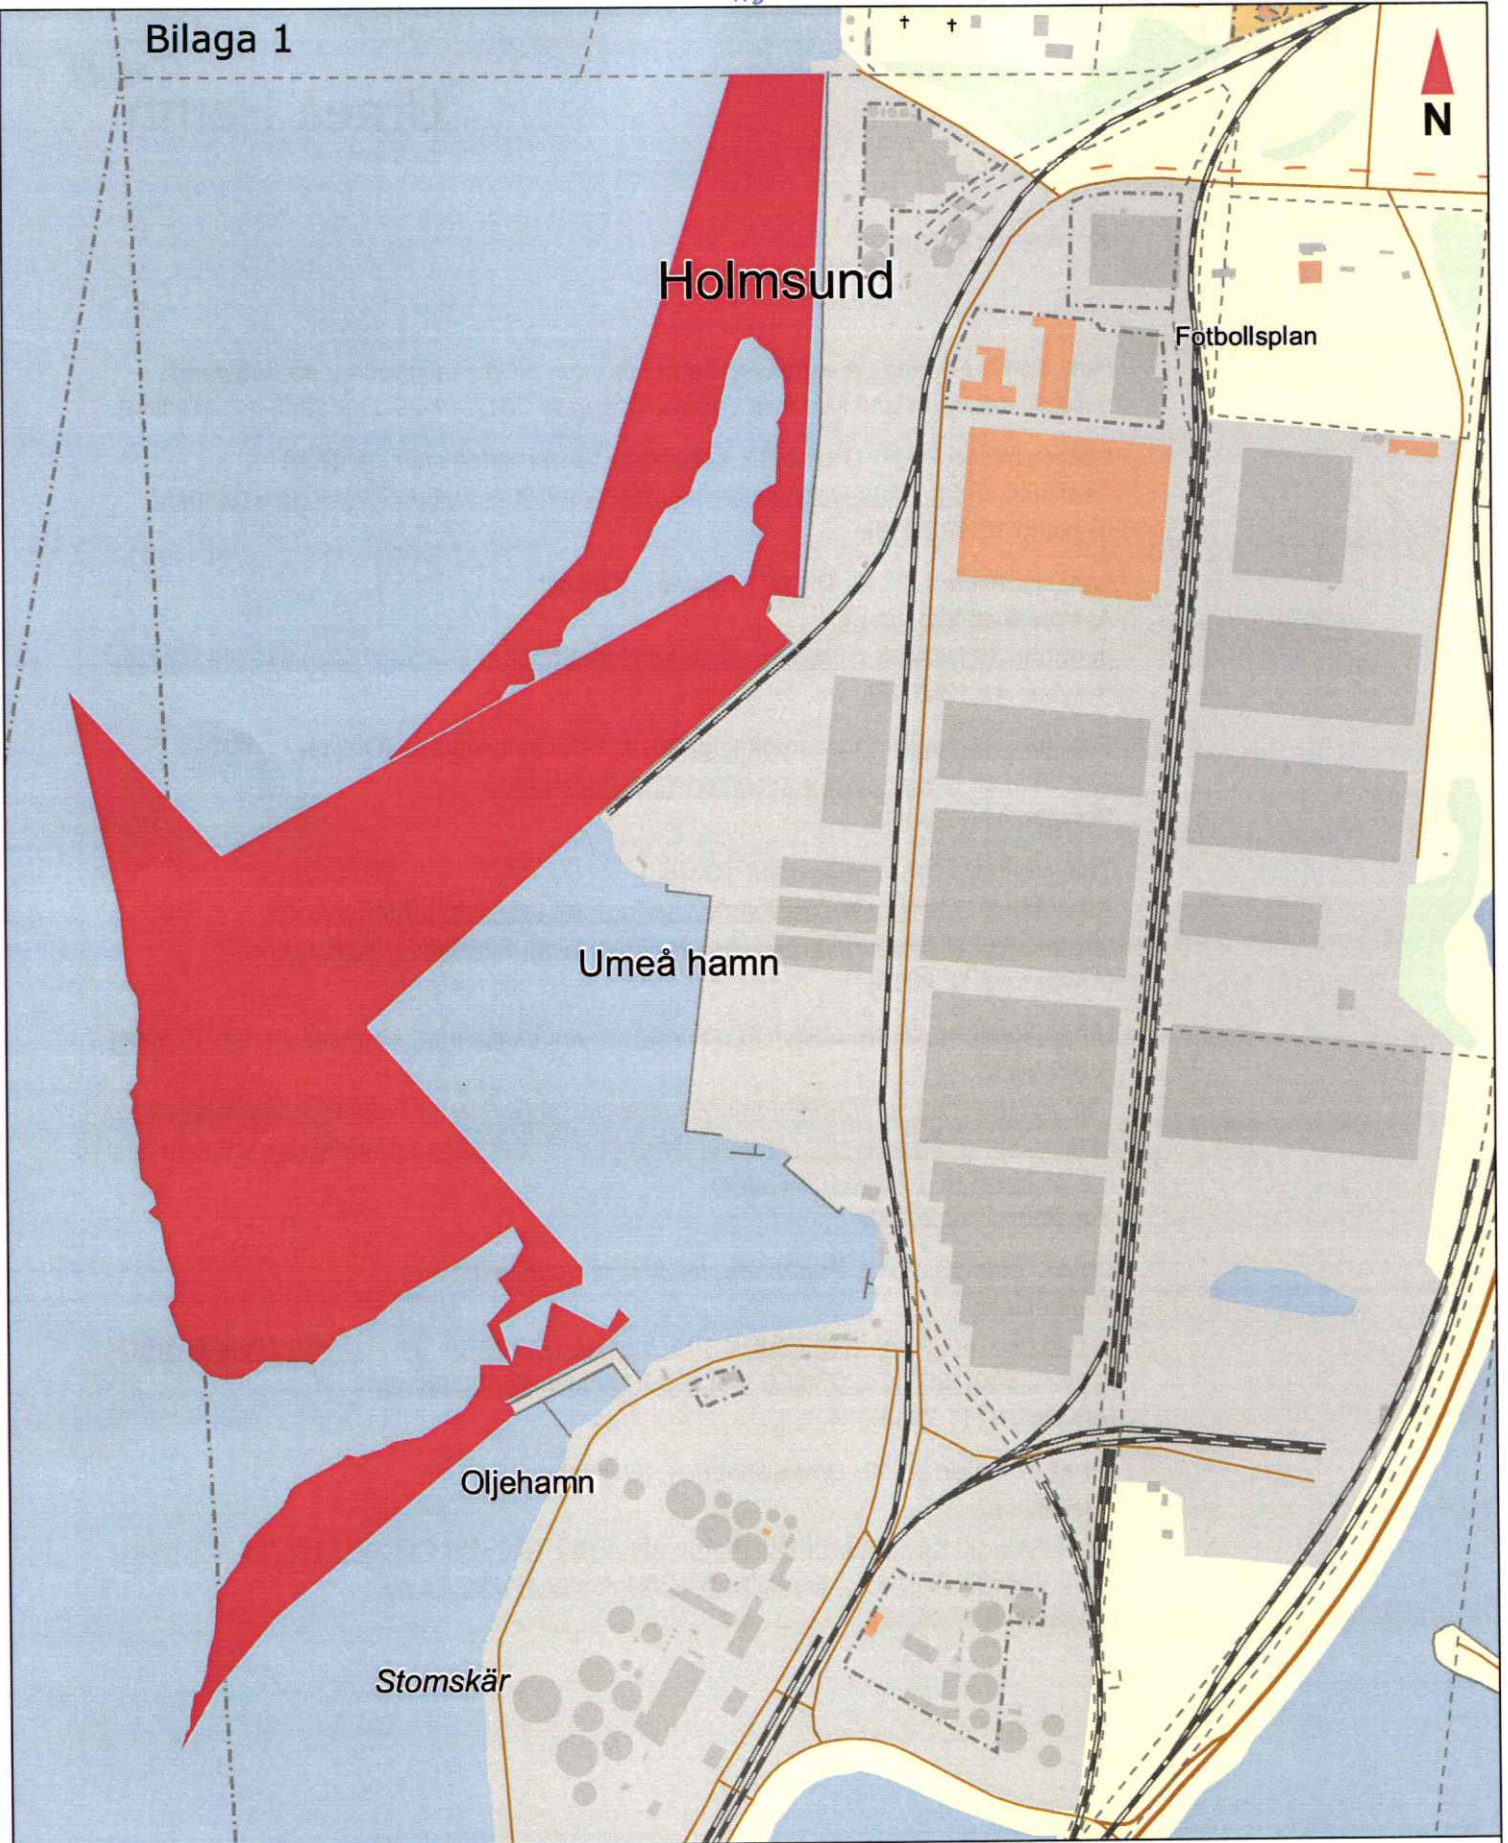 Bilaga 1
N
Holmsund
Fotbollsplan
Umeå hamn
Oljehamn
Stomskär